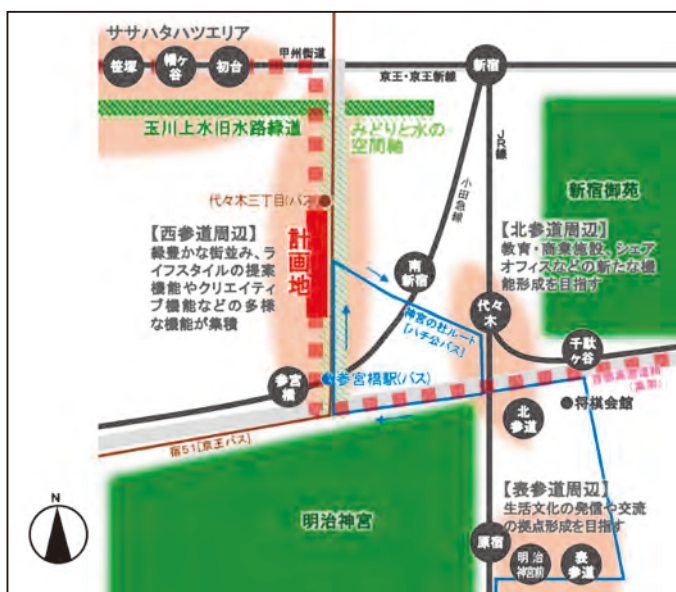 ササハタハツエリア
甲州街道
笹塚
幡ヶ谷
初台
新宿
京王・京王新線
玉川上水旧水路緑道
みどりと水の
空間軸
JR線
小田急線
新宿御苑
代々木三丁目(バス)
【西参道周辺】
緑豊かな街並み、ラ
イフスタイルの提案
機能やクリエイティ
ブ機能などの多様
な機能が集積
計画地
【北参道周辺】
教育・商業施設、シェア
オフィスなどの新たな機
能形成を目指す
南新宿
代々木
神宮の杜ルート
[ハチ公バス]
千駄ヶ谷
参宮橋
参宮橋駅(バス)
首都高速道路
(高架)
北参道
将棋会館
宿51[京王バス]
明治神宮
【表参道周辺】
生活文化の発信や交流
の拠点形成を目指す
N
原宿
明治神宮前
表参道